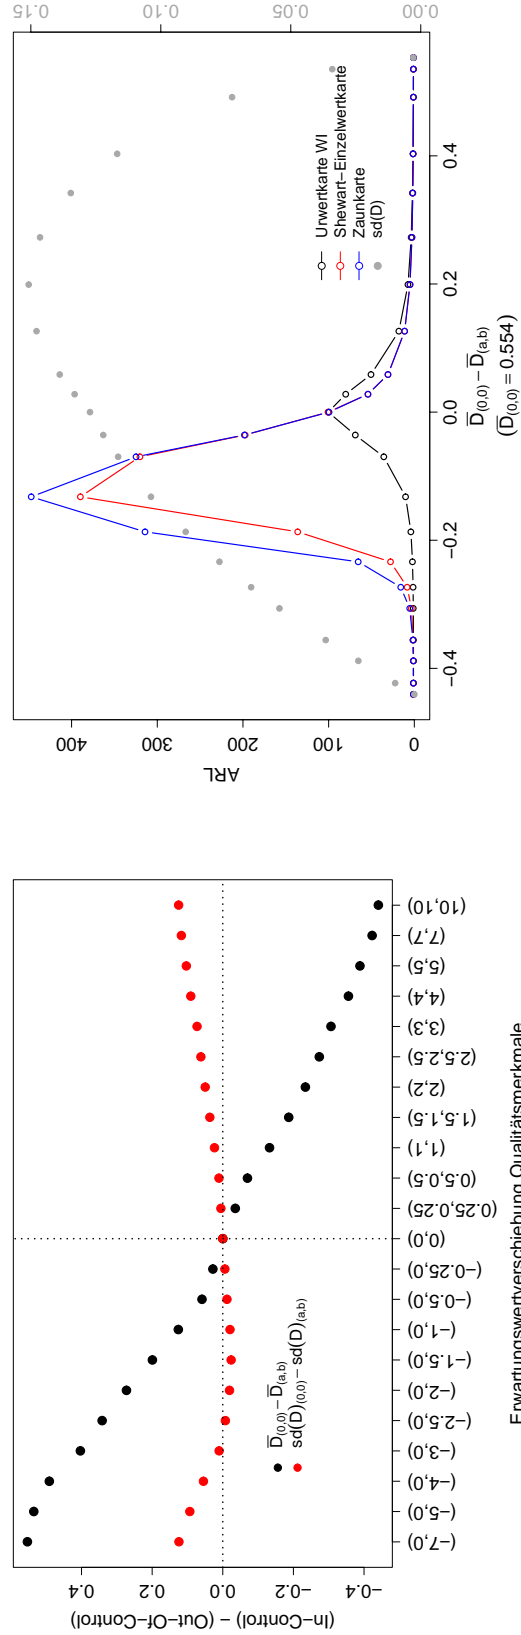 (In−Control) − (Out−Of−Control)
−0.4 −0.2 0.0 0.2 0.4
(−7,0) (−5,0) (−4,0) (−3,0) (−2.5,0) (−2,0) (−1.5,0) (−1,0) (−0.5,0) (−0.25,0) (0,0) (0.25,0.25) (0.5,0.5) (1,1) (1.5,1.5) (2,2) (2.5,2.5) (3,3) (4,4) (5,5) (7,7) (10,10)
D(0,0) − D(a,b)
sd(D)(0,0) − sd(D)(a,b)
Erwartungswertverschiebung Qualitätsmerkmale
ARL
0 100 200 300 400
0.00 0.05 0.10 0.15
Urwertkarte WI
Shewart−Einzelwertkarte
Zaunkarte
sd(D)
−0.4 −0.2 0.0 0.2 0.4
D(0,0) − D(a,b)
(D(0,0) = 0.554)